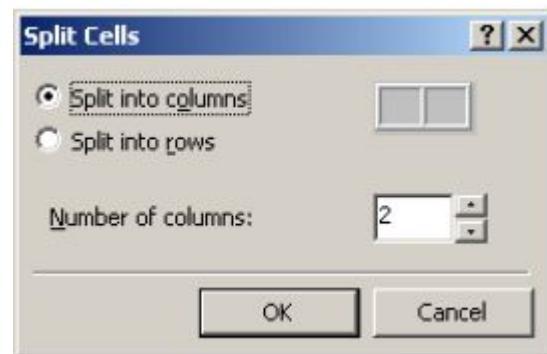 Split Cells
Split into columns
Split into rows
Number of columns: 2
OK Cancel